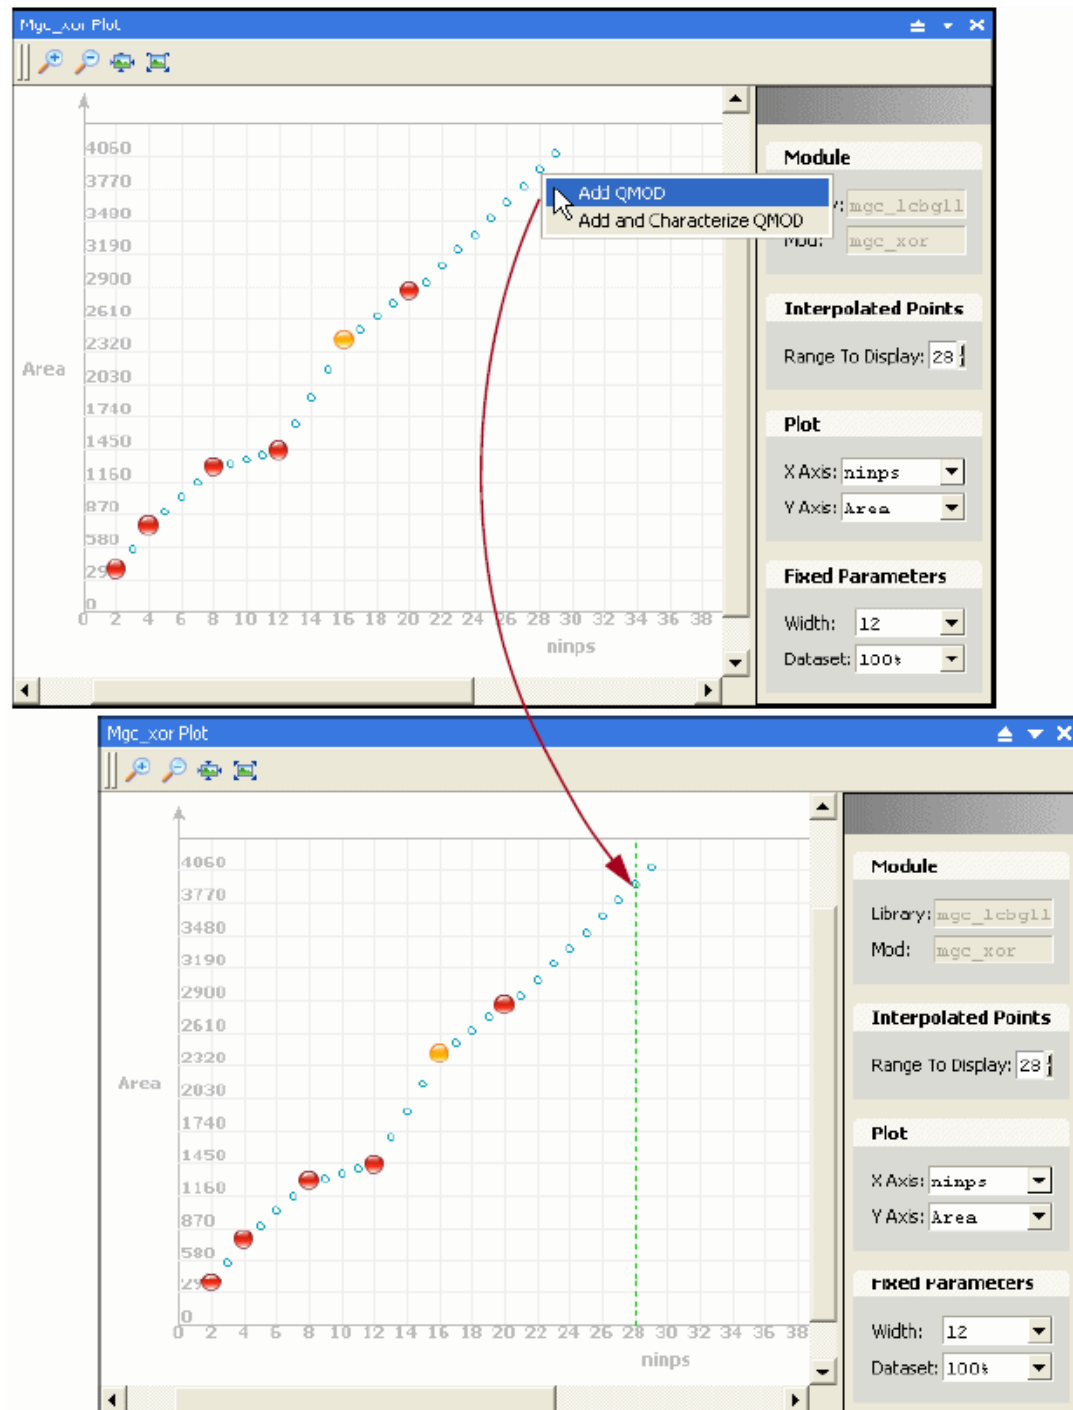 Mgc_xor Plot
4060
3770
3480
3190
2900
2610
2320
2030
1740
1450
1160
870
580
29
0
Area
2 4 6 8 10 12 14 16 18 20 22 24 26 28 30 32 34 36 38
0
ninps
Add QMOD
Add and Characterize QMOD
Module
y: mgc_lcbg11
Mod: mgc_xor
Interpolated Points
Range To Display: 28
Plot
X Axis: ninps
Y Axis: Area
Fixed Parameters
Width: 12
Dataset: 100%
Mgc_xor Plot
4060
3770
3480
3190
2900
2610
2320
2030
1740
1450
1160
870
580
29
0
Area
0 2 4 6 8 10 12 14 16 18 20 22 24 26 28 30 32 34 36 38
ninps
Module
Library: mgc_lcbg11
Mod: mgc_xor
Interpolated Points
Range To Display: 28
Plot
X Axis: ninps
Y Axis: Area
Fixed Parameters
Width: 12
Dataset: 100%